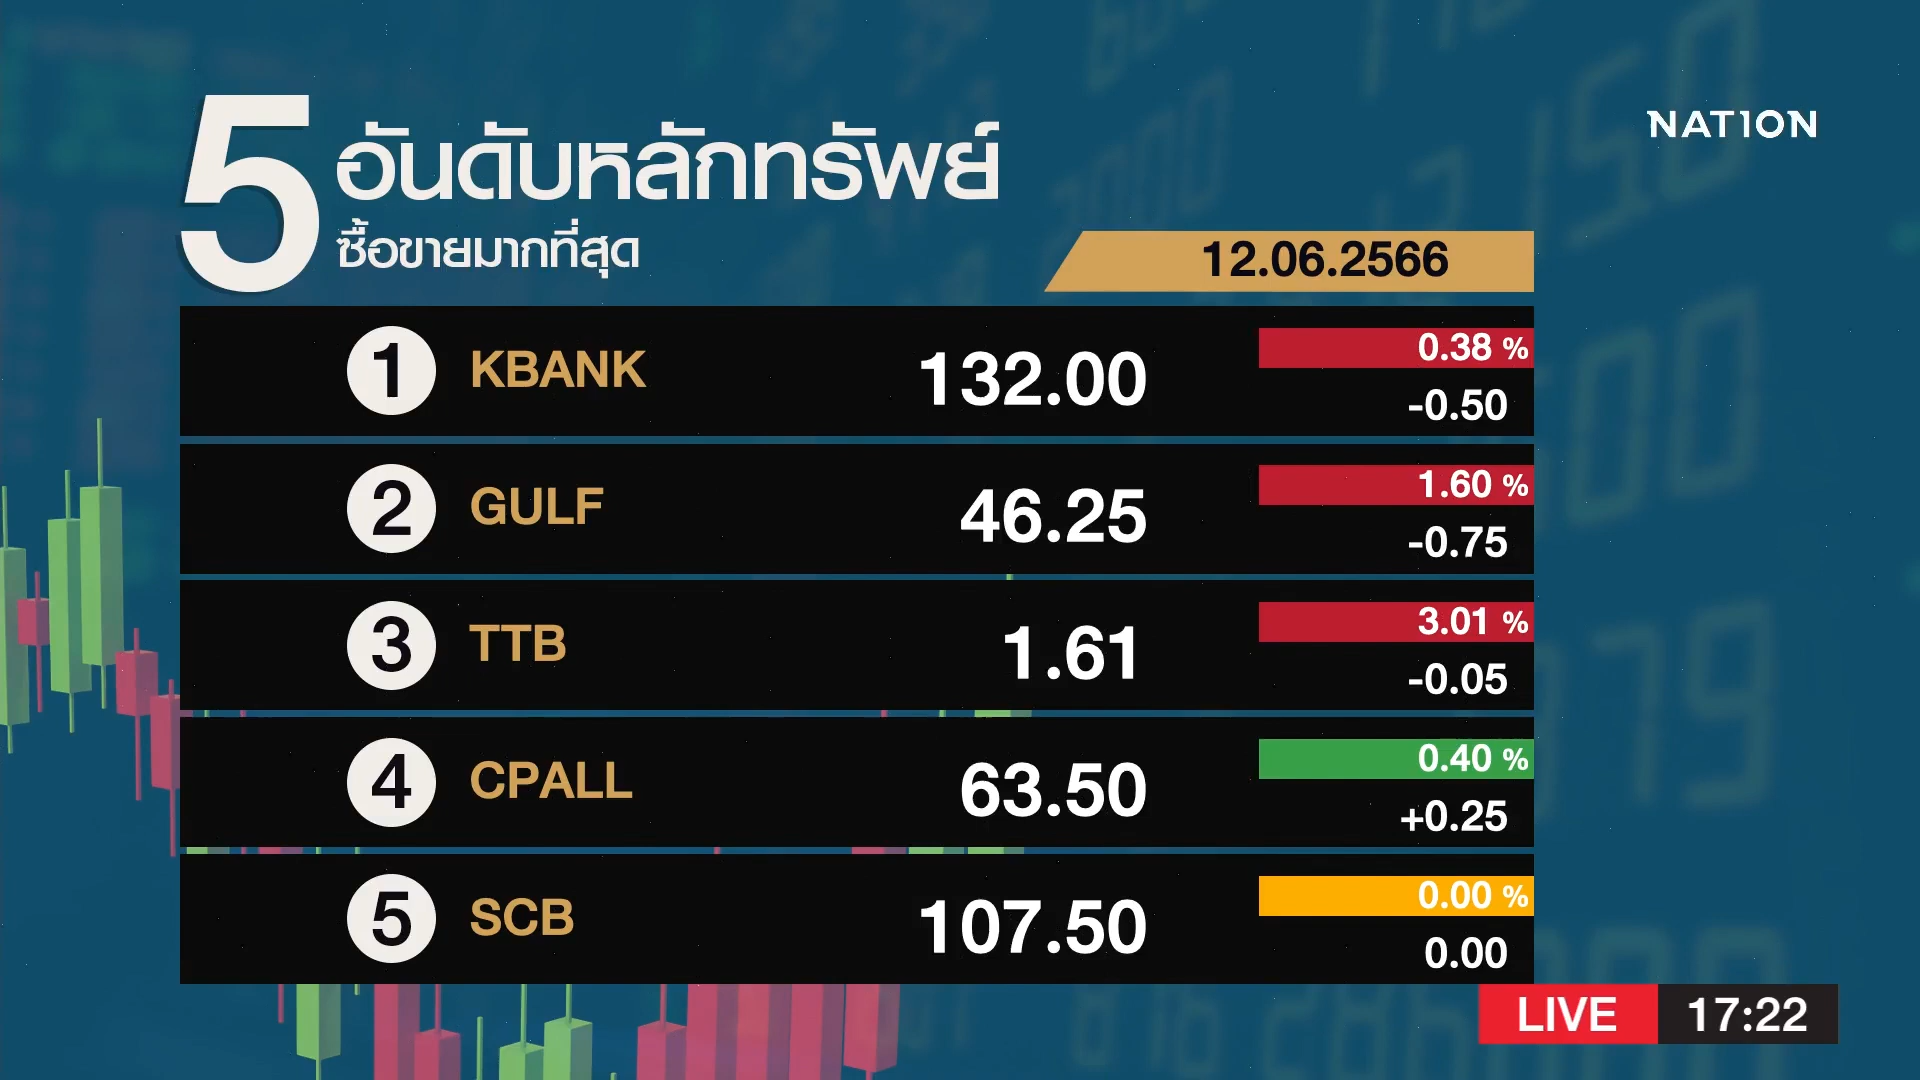 5 อันดับหลักทรัพย์
ซื้อขายมากที่สุด
NATION
12.06.2566
1 KBANK 132.00 0.38 %
-0.50
2 GULF 46.25 1.60 %
-0.75
3 TTB 1.61 3.01 %
-0.05
4 CPALL 63.50 0.40 %
+0.25
5 SCB 107.50 0.00 %
0.00
LIVE 17:22